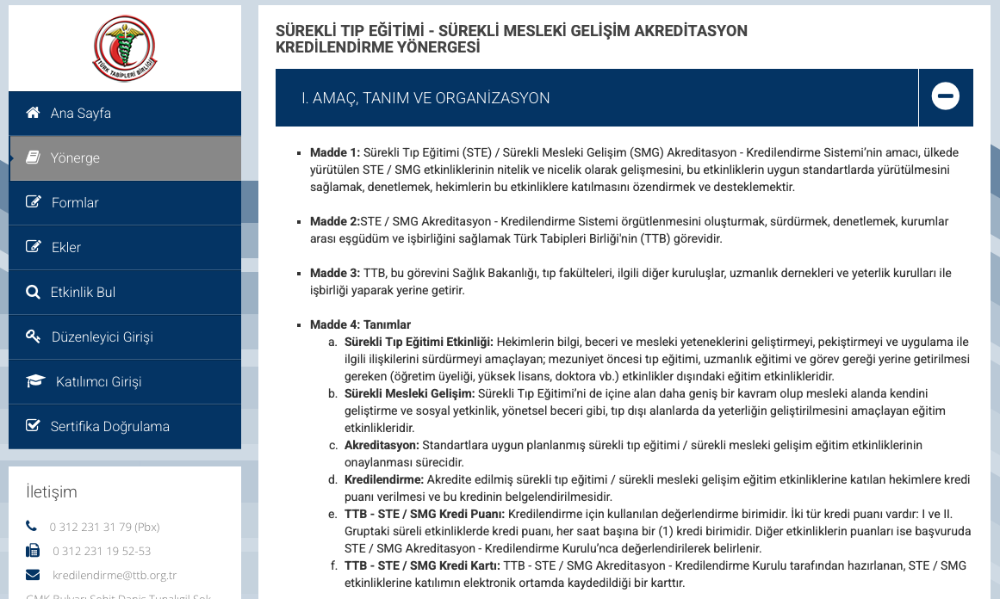 TÜRK TABİPLERİ BİRLİĞİ
Ana Sayfa
Yönerge
Formlar
Ekler
Etkinlik Bul
Düzenleyici Girişi
Katılımcı Girişi
Sertifika Doğrulama
İletişim
0 312 231 31 79 (Pbx)
0 312 231 19 52-53
kredilendirme@ttb.org.tr
SÜREKLİ TIP EĞİTİMİ - SÜREKLİ MESLEKİ GELİŞİM AKREDİTASYON
KREDİLENDİRME YÖNERGESİ
I. AMAÇ, TANIM VE ORGANİZASYON
Madde 1: Sürekli Tıp Eğitimi (STE) / Sürekli Mesleki Gelişim (SMG) Akreditasyon - Kredilendirme Sistemi’nin amacı, ülkede
yürütülen STE / SMG etkinliklerinin nitelik ve nicelik olarak gelişmesini, bu etkinliklerin uygun standartlarda yürütülmesini
sağlamak, denetlemek, hekimlerin bu etkinliklere katılmasını özendirmek ve desteklemektir.
Madde 2:STE / SMG Akreditasyon - Kredilendirme Sistemi örgütlenmesini oluşturmak, sürdürmek, denetlemek, kurumlar
arası eşgüdüm ve işbirliğini sağlamak Türk Tabipleri Birliği'nin (TTB) görevidir.
Madde 3: TTB, bu görevini Sağlık Bakanlığı, tıp fakülteleri, ilgili diğer kuruluşlar, uzmanlık dernekleri ve yeterlik kurulları ile
işbirliği yaparak yerine getirir.
Madde 4: Tanımlar
a. Sürekli Tıp Eğitimi Etkinliği: Hekimlerin bilgi, beceri ve mesleki yeteneklerini geliştirmeyi, pekiştirmeyi ve uygulama ile
ilgili ilişkilerini sürdürmeyi amaçlayan; mezuniyet öncesi tıp eğitimi, uzmanlık eğitimi ve görev gereği yerine getirilmesi
gereken (öğretim üyeliği, yüksek lisans, doktora vb.) etkinlikler dışındaki eğitim etkinlikleridir.
b. Sürekli Mesleki Gelişim: Sürekli Tıp Eğitimi’ni de içine alan daha geniş bir kavram olup mesleki alanda kendini
geliştirme ve sosyal yetkinlik, yönetsel beceri gibi, tıp dışı alanlarda da yeterliğin geliştirilmesini amaçlayan eğitim
etkinlikleridir.
c. Akreditasyon: Standartlara uygun planlanmış sürekli tıp eğitimi / sürekli mesleki gelişim eğitim etkinliklerinin
onaylanması sürecidir.
d. Kredilendirme: Akredite edilmiş sürekli tıp eğitimi / sürekli mesleki gelişim eğitim etkinliklerine katılan hekimlere kredi
puanı verilmesi ve bu kredinin belgelendirilmesidir.
e. TTB - STE / SMG Kredi Puanı: Kredilendirme için kullanılan değerlendirme birimidir. İki tür kredi puanı vardır: I ve II.
Gruptaki süreli etkinliklerde kredi puanı, her saat başına bir (1) kredi birimidir. Diğer etkinliklerin puanları ise başvuruda
STE / SMG Akreditasyon - Kredilendirme Kurulu’nca değerlendirilerek belirlenir.
f. TTB - STE / SMG Kredi Kartı: TTB - STE / SMG Akreditasyon - Kredilendirme Kurulu tarafından hazırlanan, STE / SMG
etkinliklerine katılımın elektronik ortamda kaydedildiği bir karttır.